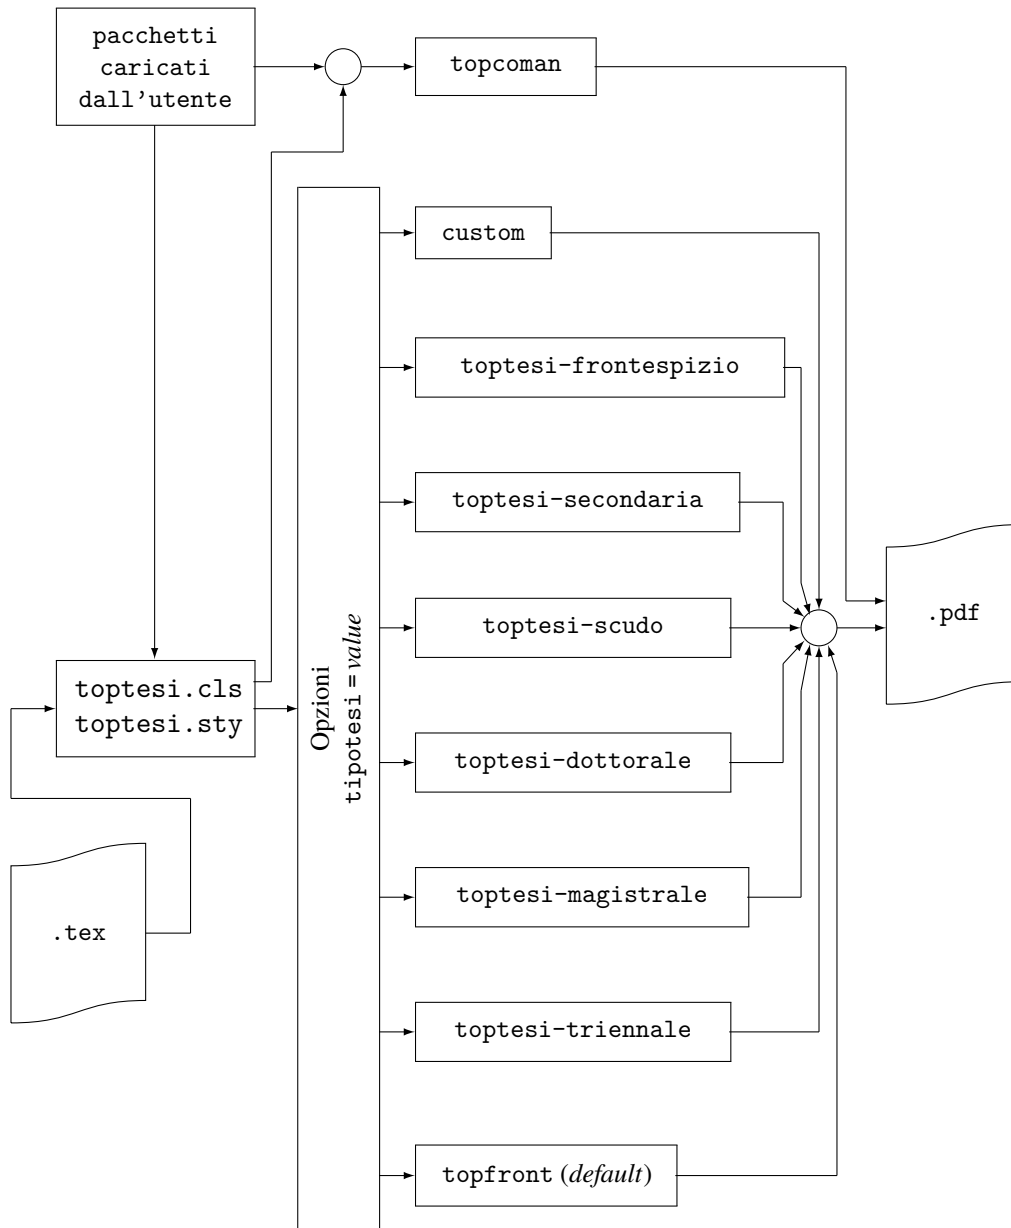 pacchetti
caricati
dall'utente
topcoman
custom
toptesi-frontespizio
toptesi-secondaria
toptesi-scudo
.pdf
toptesi.cls
toptesi.sty
Opzioni
tipotesi = value
toptesi-dottorale
toptesi-magistrale
.tex
toptesi-triennale
topfront (default)